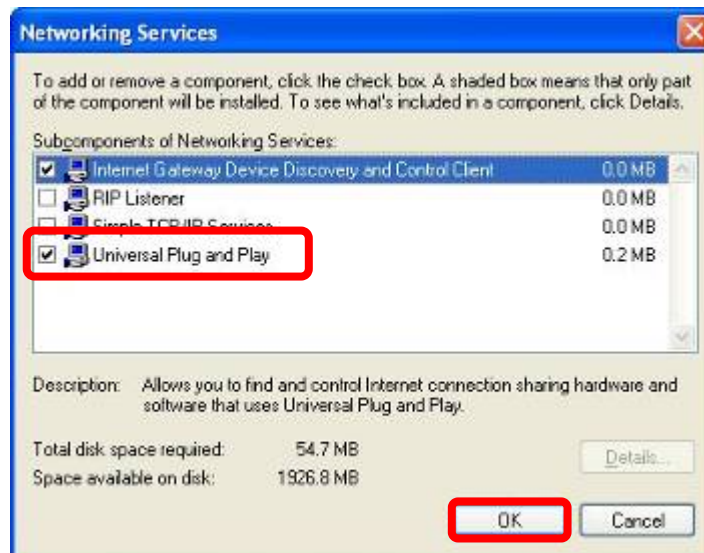 Networking Services
To add or remove a component, click the check box. A shaded box means that only part
of the component will be installed. To see what's included in a component, click Details.
Subcomponents of Networking Services:
Internet Gateway Device Discovery and Control Client 0.0 MB
RIP Listener 0.0 MB
Simple TCP/IP Services 0.0 MB
Universal Plug and Play 0.2 MB
Description: Allows you to find and control Internet connection sharing hardware and
software that uses Universal Plug and Play.
Total disk space required: 54.7 MB
Space available on disk: 1926.8 MB
Details...
OK Cancel